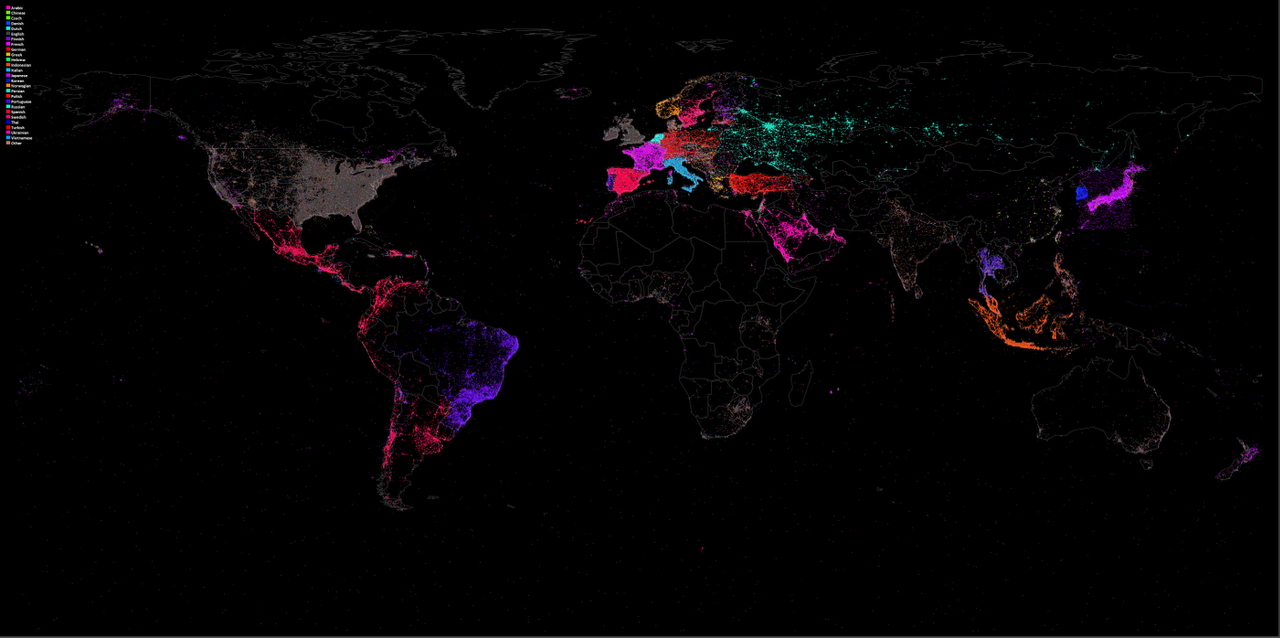 Arabic
Chinese
Czech
Danish
Dutch
English
Finnish
French
German
Greek
Hebrew
Indonesian
Italian
Japanese
Korean
Norwegian
Persian
Polish
Portuguese
Russian
Spanish
Swedish
Thai
Turkish
Ukrainian
Vietnamese
Other